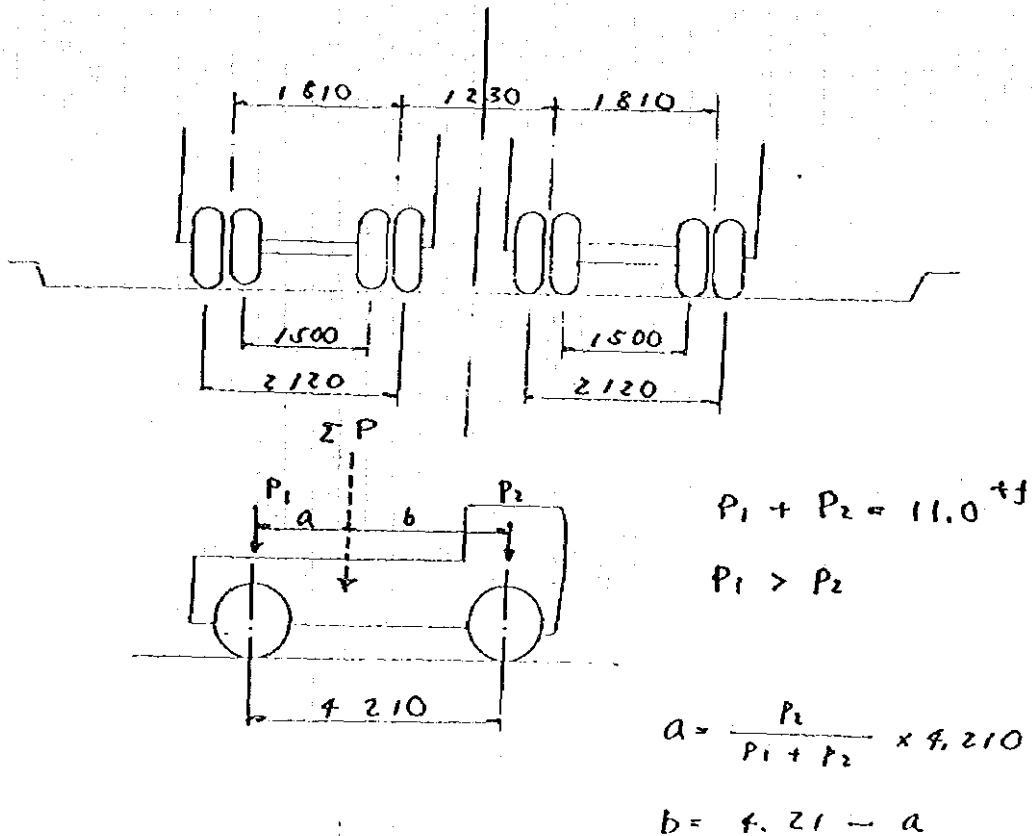 1810 1230 1810
1500 1500
2120 2120
Σ P
P₁ a b P₂
P₁ + P₂ = 11.0 tf
P₁ > P₂
4 210
a = P₂ / (P₁ + P₂) × 4.210
b = 4.21 − a